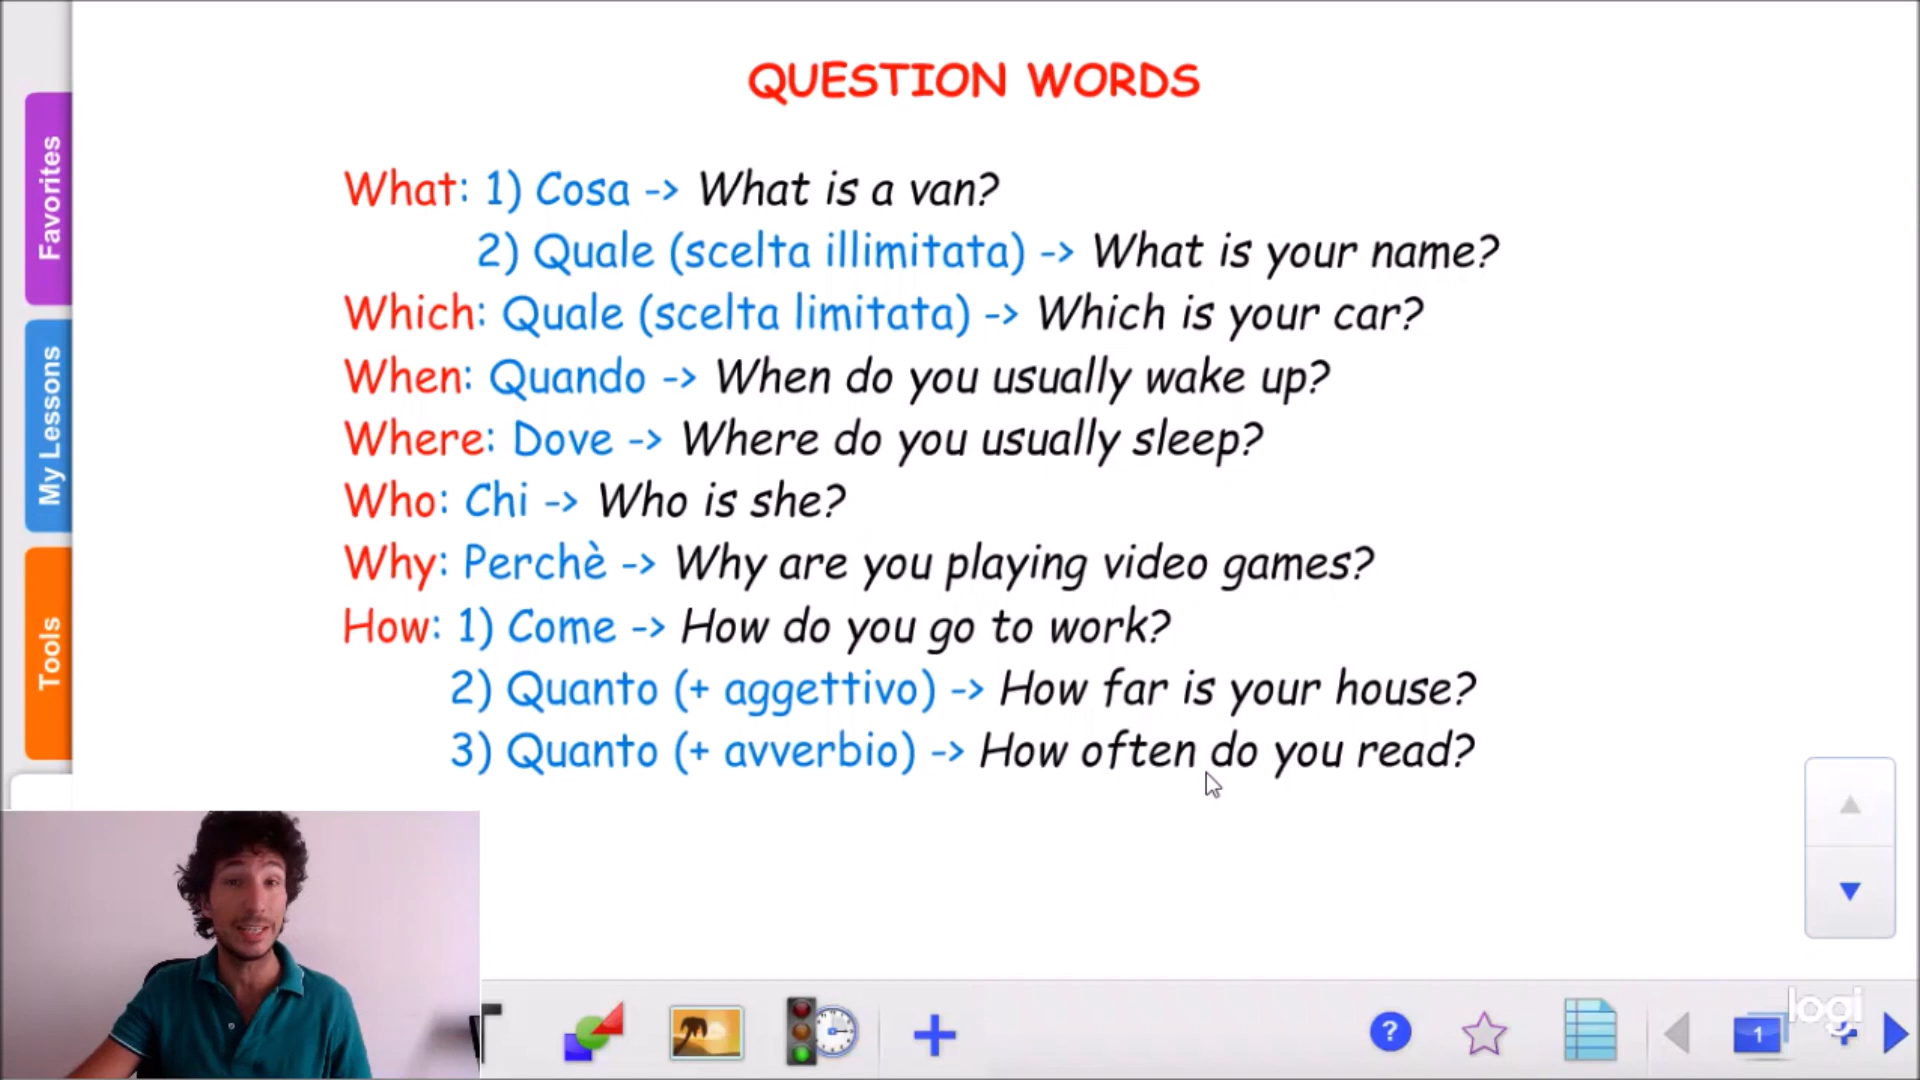 QUESTION WORDS
What: 1) Cosa -> What is a van?
2) Quale (scelta illimitata) -> What is your name?
Which: Quale (scelta limitata) -> Which is your car?
When: Quando -> When do you usually wake up?
Where: Dove -> Where do you usually sleep?
Who: Chi -> Who is she?
Why: Perchè -> Why are you playing video games?
How: 1) Come -> How do you go to work?
2) Quanto (+ aggettivo) -> How far is your house?
3) Quanto (+ avverbio) -> How often do you read?
Favorites
My Lessons
Tools
?
1
logi